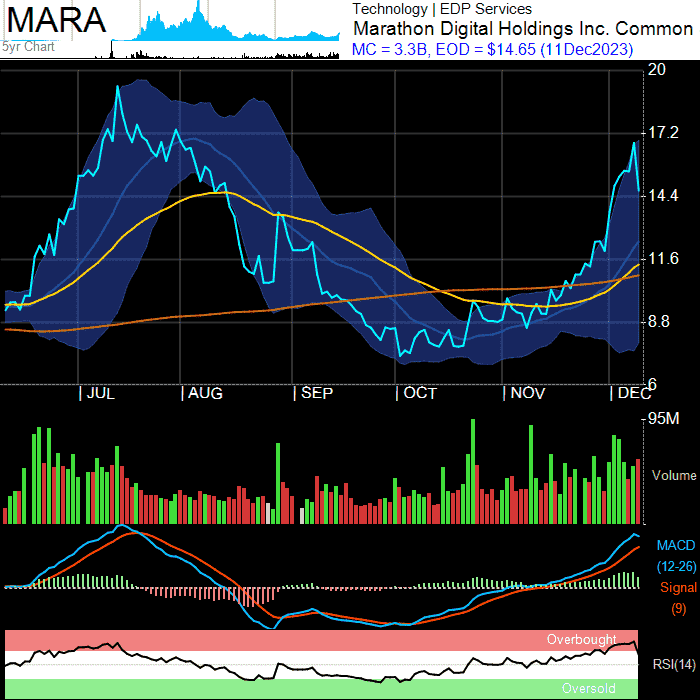 MARA
5yr Chart
Technology | EDP Services
Marathon Digital Holdings Inc. Common
MC = 3.3B, EOD = $14.65 (11Dec2023)
20
17.2
14.4
11.6
8.8
6
JUL AUG SEP OCT NOV DEC
95M
Volume
MACD
(12-26)
Signal
(9)
Overbought
RSI(14)
Oversold